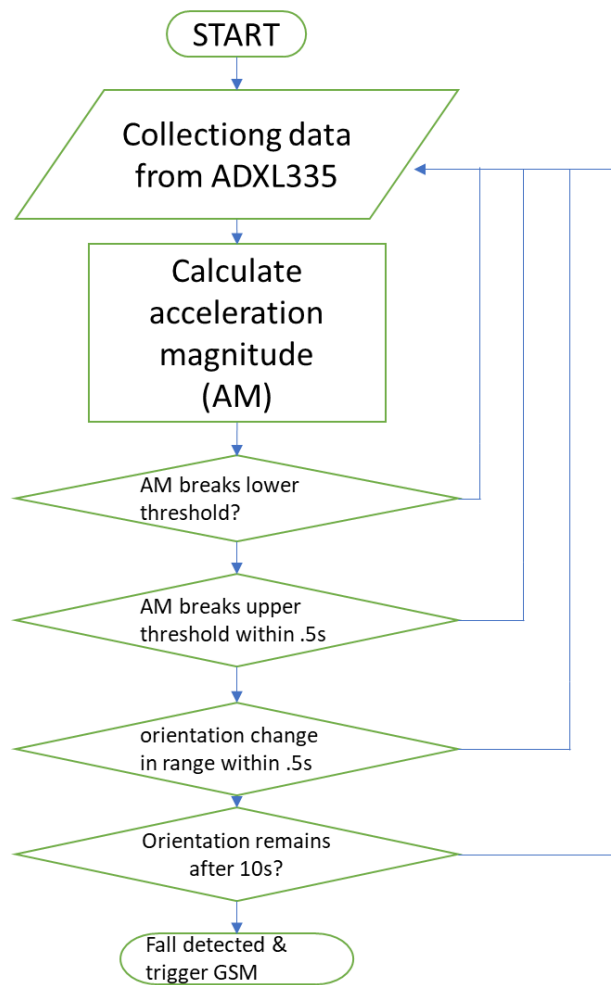 START
Collectiong data
from ADXL335
Calculate
acceleration
magnitude
(AM)
AM breaks lower
threshold?
AM breaks upper
threshold within .5s
orientation change
in range within .5s
Orientation remains
after 10s?
Fall detected &
trigger GSM